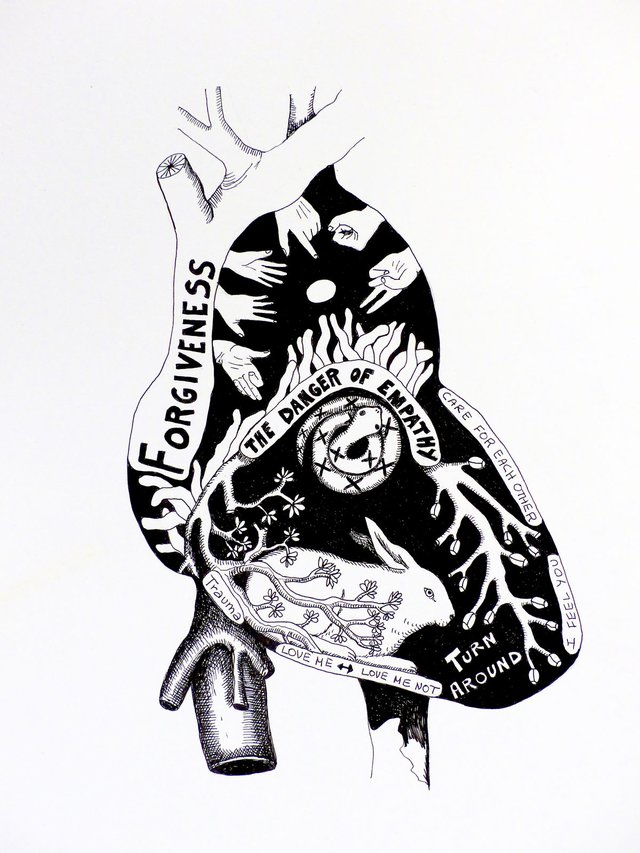 FORGIVENESS
THE DANGER OF EMPATHY
CARE FOR EACH OTHER
I FEEL YOU
Trauma
LOVE ME ↔ LOVE ME NOT
TURN
AROUND